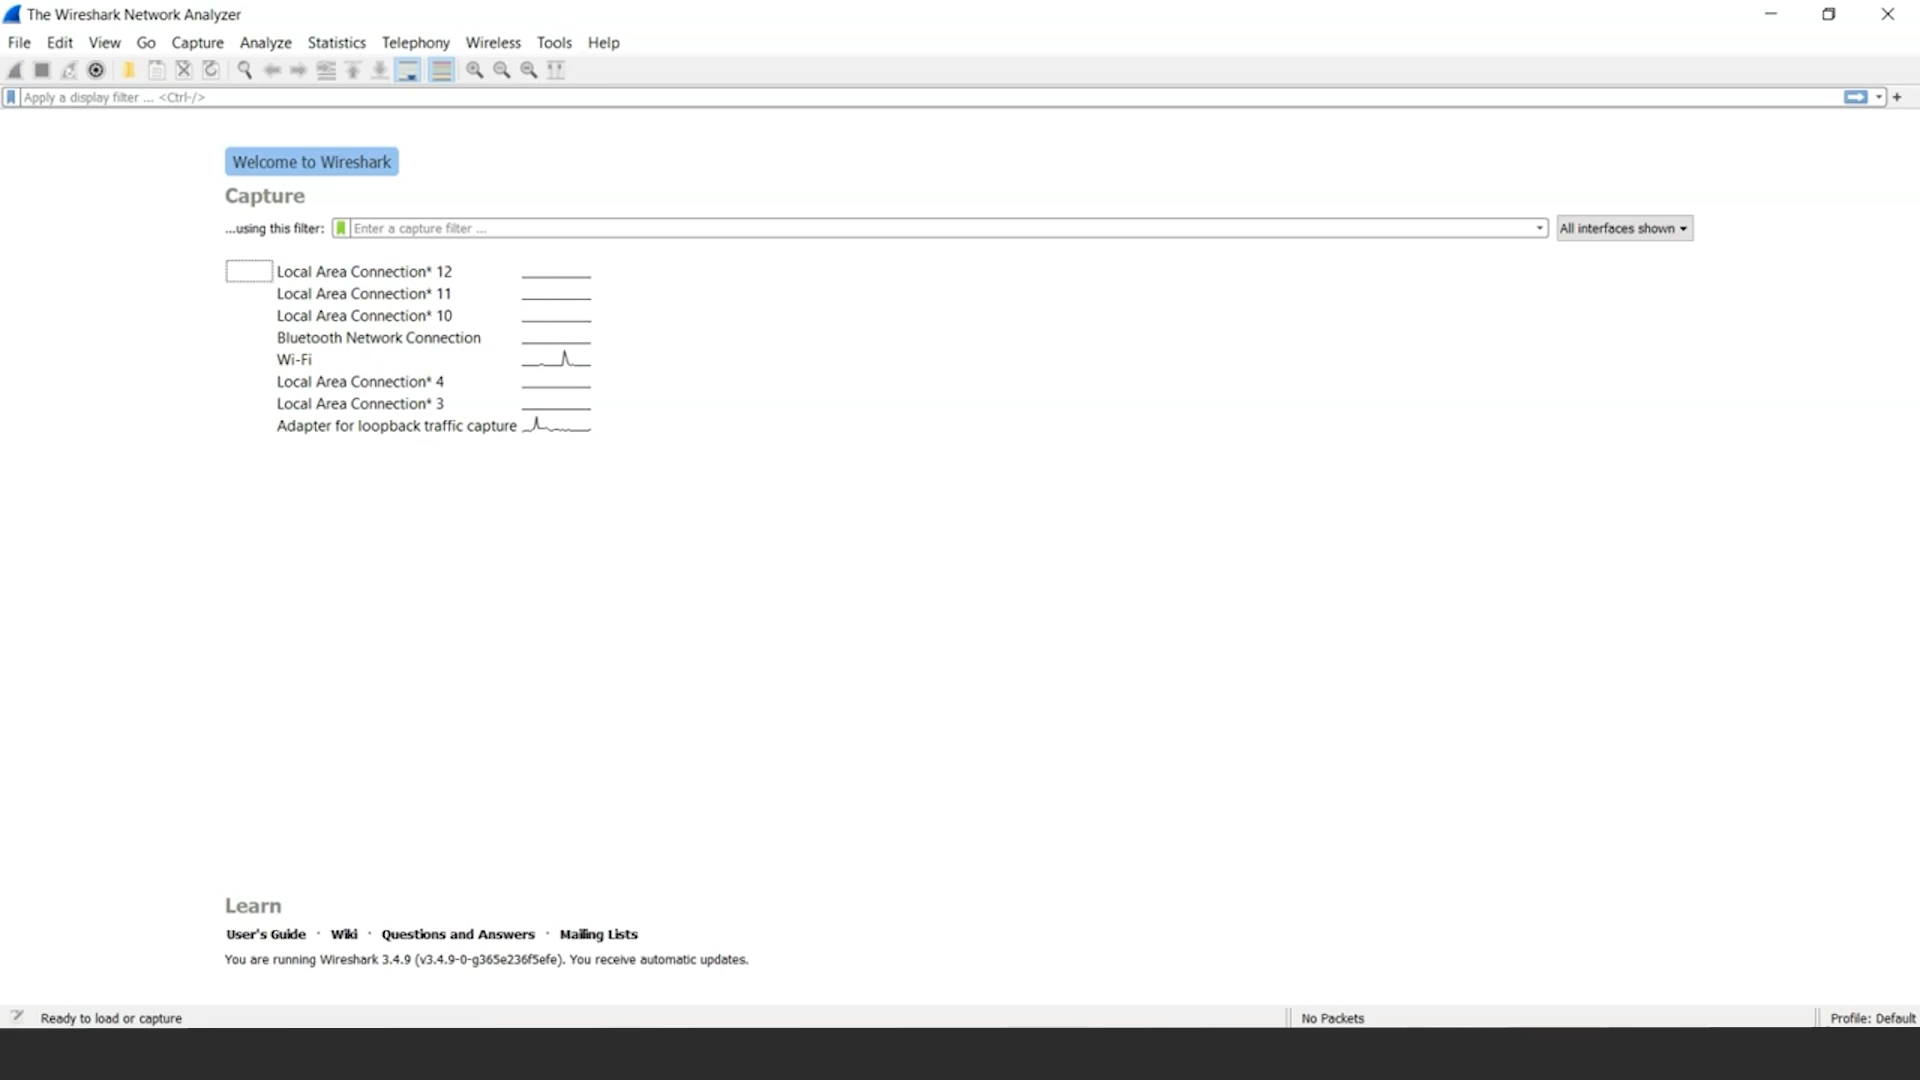 The Wireshark Network Analyzer
File Edit View Go Capture Analyze Statistics Telephony Wireless Tools Help
Apply a display filter ... <Ctrl-/>
Welcome to Wireshark
Capture
...using this filter: Enter a capture filter ... All interfaces shown
Local Area Connection* 12
Local Area Connection* 11
Local Area Connection* 10
Bluetooth Network Connection
Wi-Fi
Local Area Connection* 4
Local Area Connection* 3
Adapter for loopback traffic capture
Learn
User's Guide · Wiki · Questions and Answers · Mailing Lists
You are running Wireshark 3.4.9 (v3.4.9-0-g365e236f5efe). You receive automatic updates.
Ready to load or capture No Packets Profile: Default